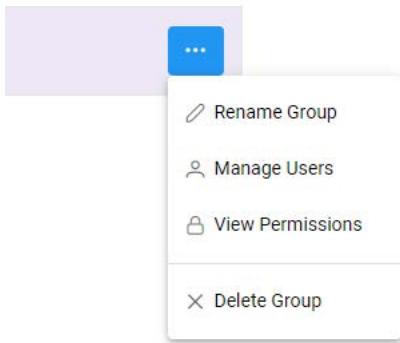 Rename Group
Manage Users
View Permissions
Delete Group